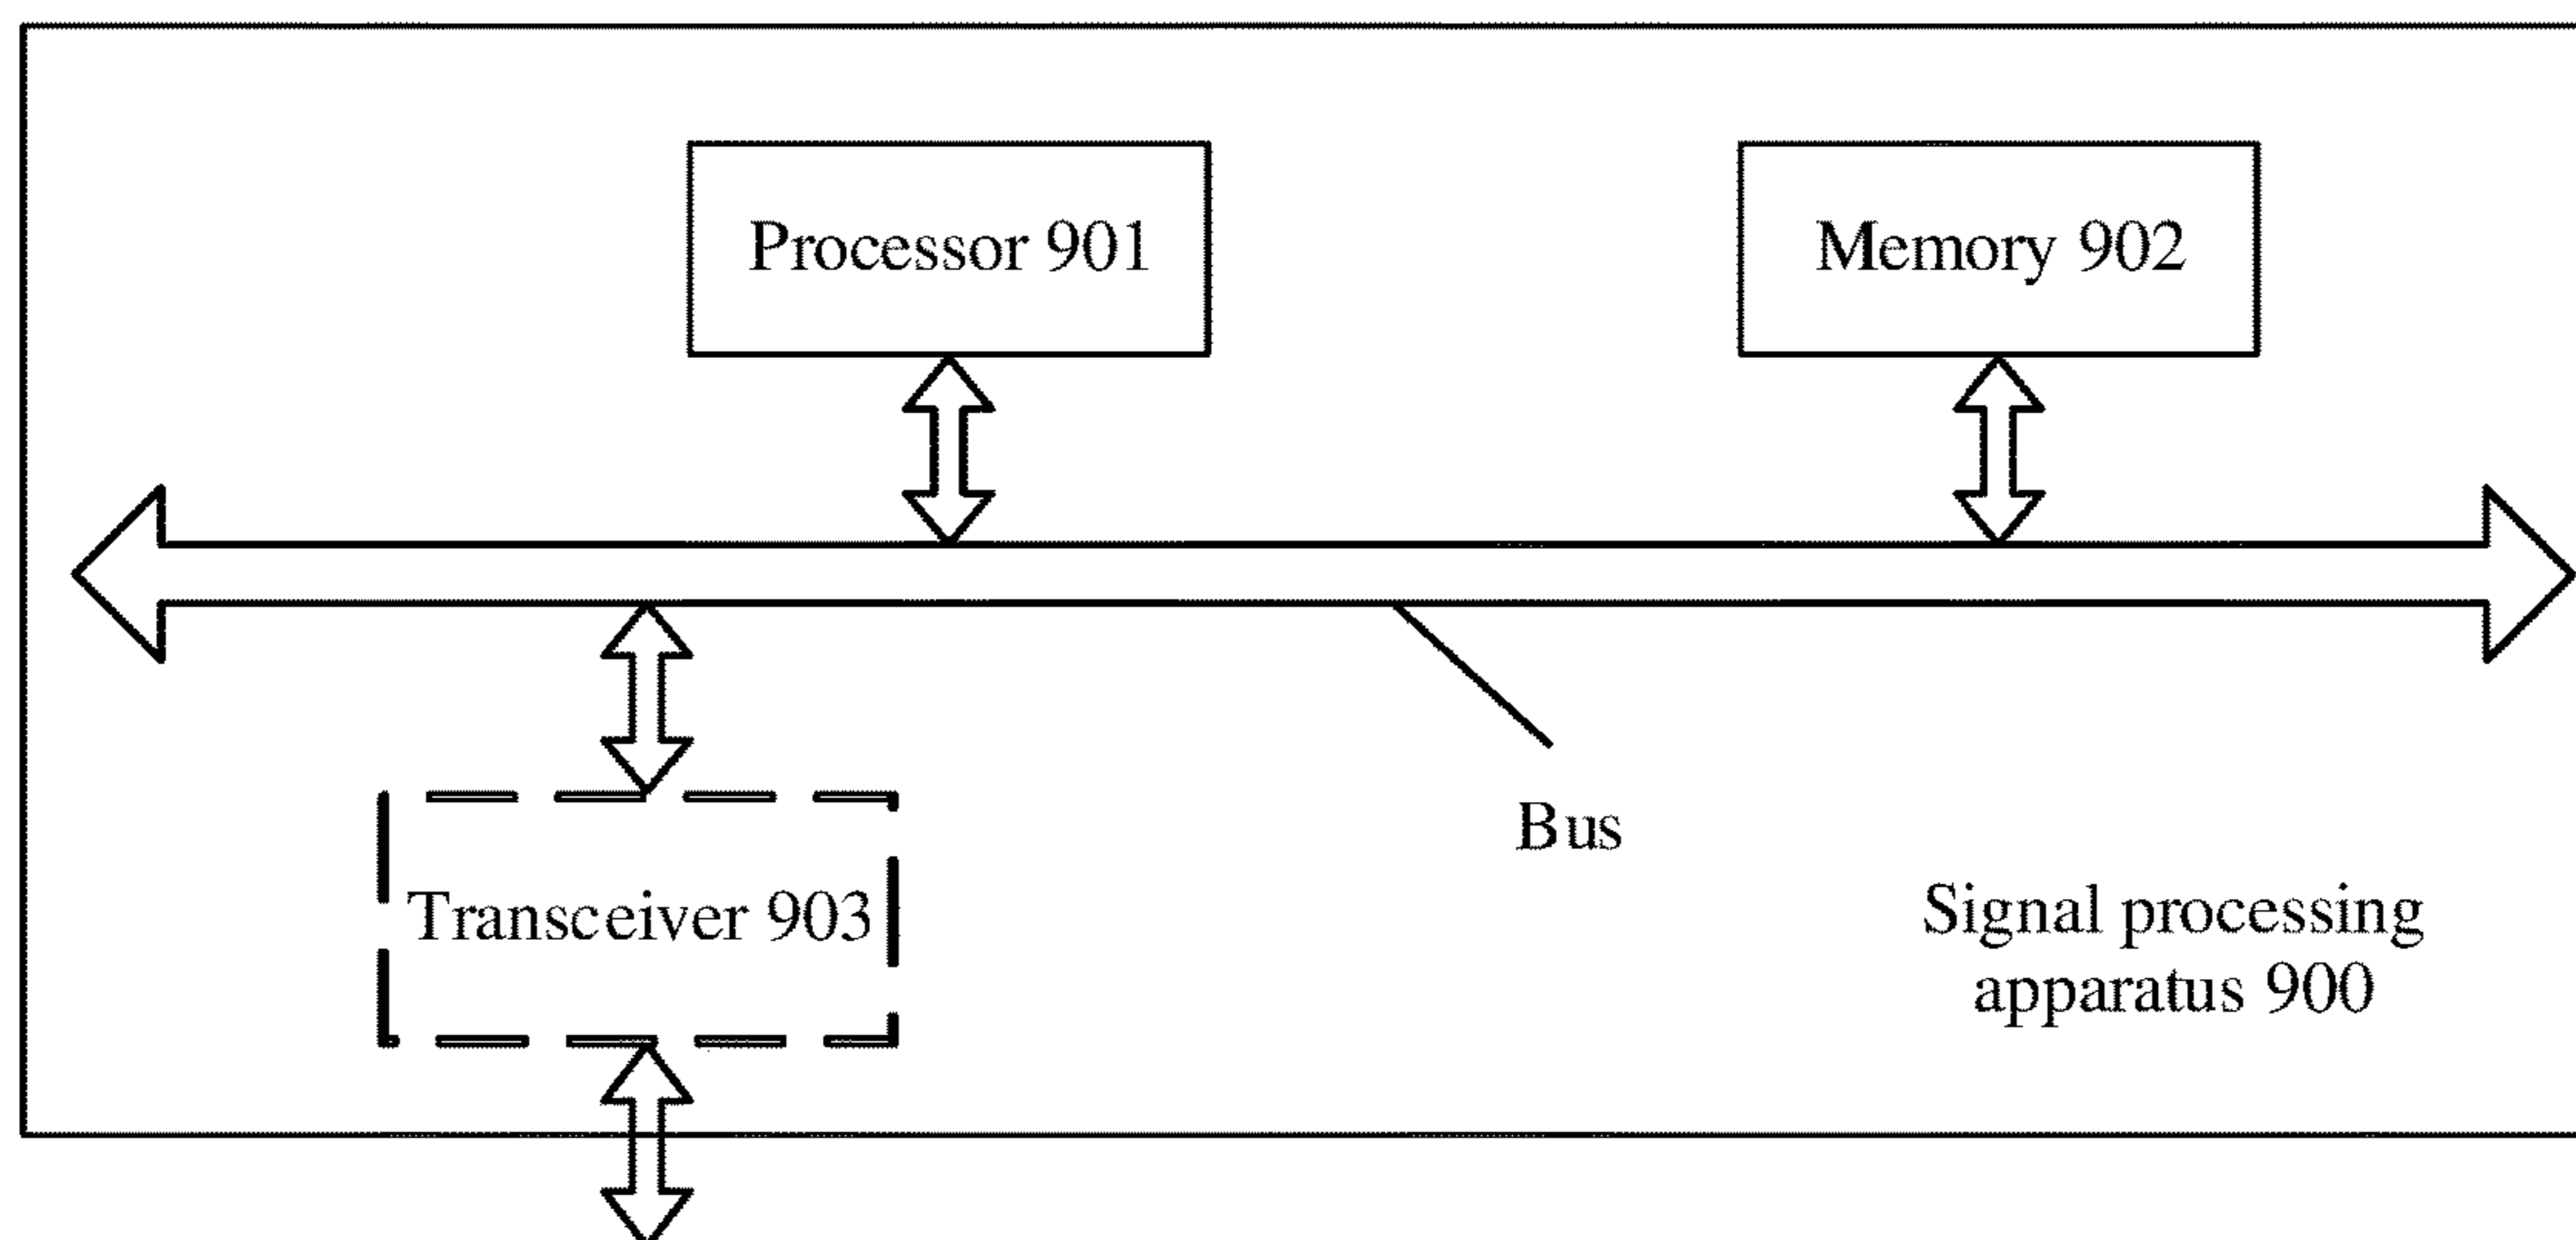 Processor 901
Memory 902
Bus
Transceiver 903
Signal processing
apparatus 900